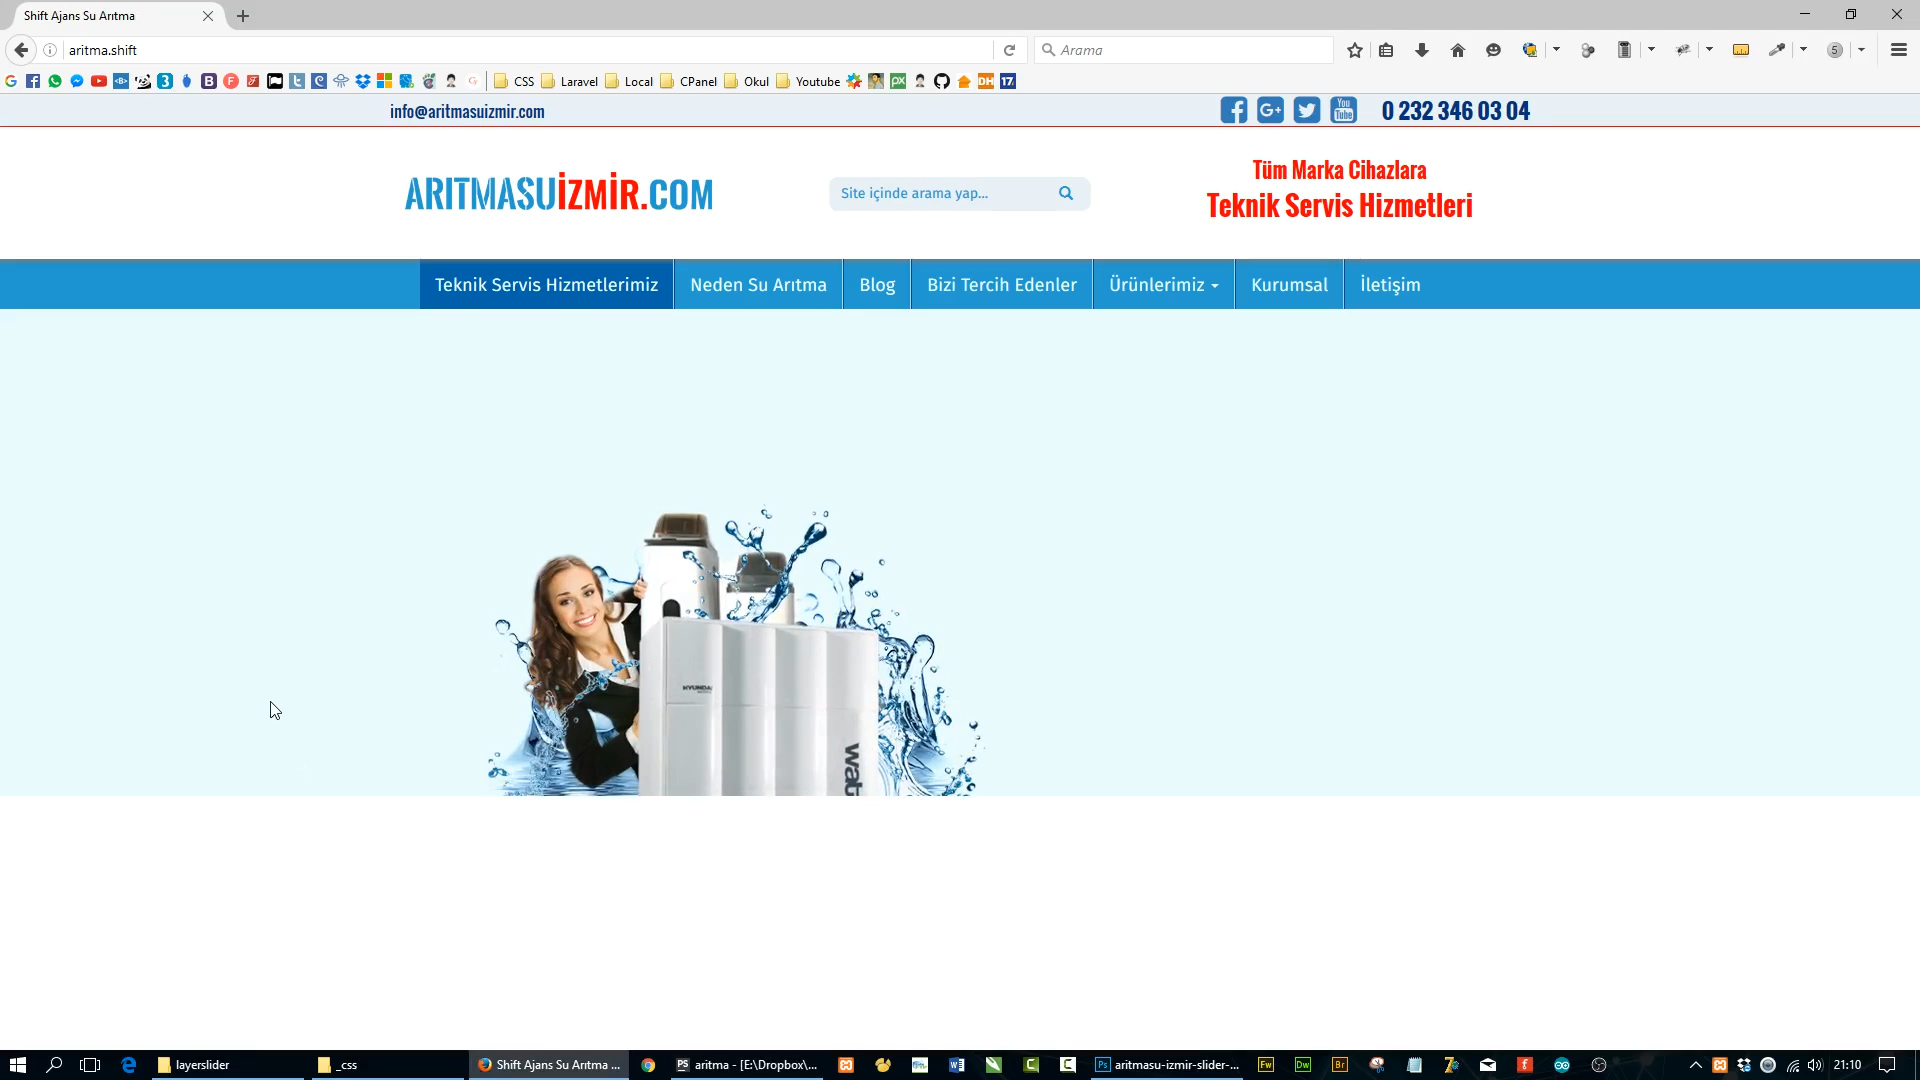 Shift Ajans Su Arıtma
aritma.shift
Arama
5
CSS
Laravel
Local
CPanel
Okul
Youtube
info@aritmasuizmir.com
0 232 346 03 04
ARITMASUİZMİR.COM
Site içinde arama yap...
Tüm Marka Cihazlara
Teknik Servis Hizmetleri
Teknik Servis Hizmetlerimiz
Neden Su Arıtma
Blog
Bizi Tercih Edenler
Ürünlerimiz
Kurumsal
İletişim
HYUNDAI
layerslider
_css
Shift Ajans Su Arıtma ...
aritma - [E:\Dropbox\...
aritmasu-izmir-slider-...
21:10